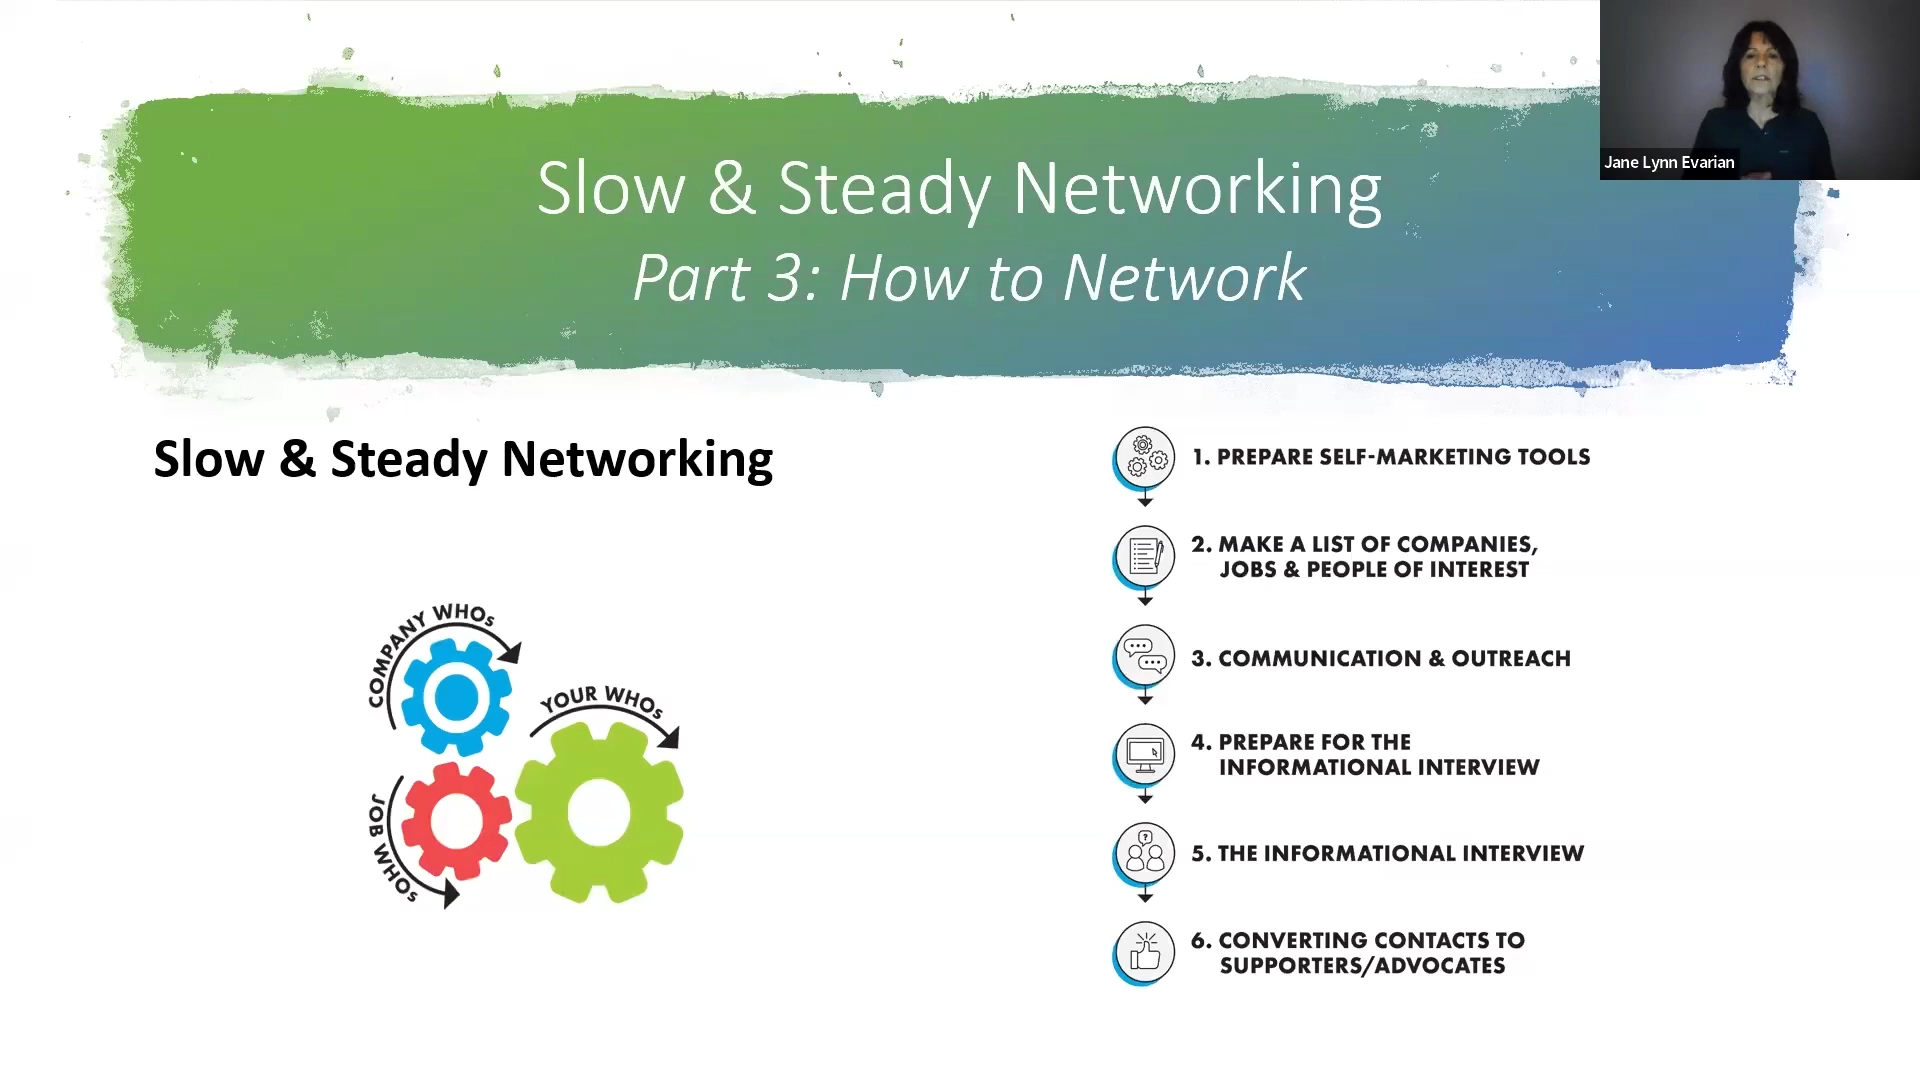 Slow & Steady Networking
Part 3: How to Network
Jane Lynn Evarian
Slow & Steady Networking
COMPANY WHOs
YOUR WHOs
JOB WHOs
1. PREPARE SELF-MARKETING TOOLS
2. MAKE A LIST OF COMPANIES,
JOBS & PEOPLE OF INTEREST
3. COMMUNICATION & OUTREACH
4. PREPARE FOR THE
INFORMATIONAL INTERVIEW
5. THE INFORMATIONAL INTERVIEW
6. CONVERTING CONTACTS TO
SUPPORTERS/ADVOCATES